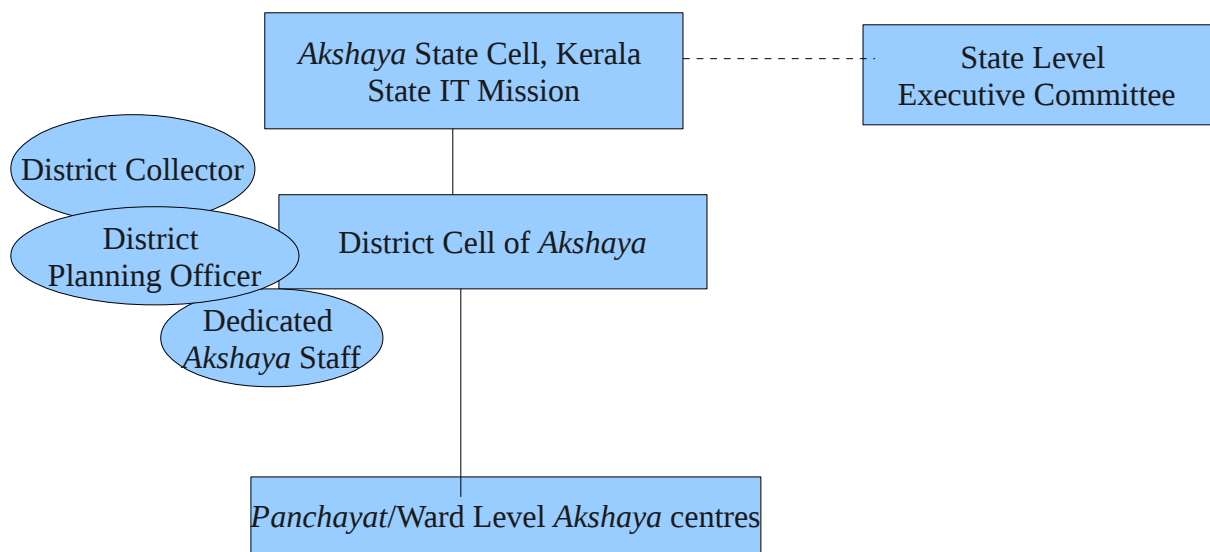 Akshaya State Cell, Kerala
State IT Mission
State Level
Executive Committee
District Collector
District
Planning Officer
District Cell of Akshaya
Dedicated
Akshaya Staff
Panchayat/Ward Level Akshaya centres